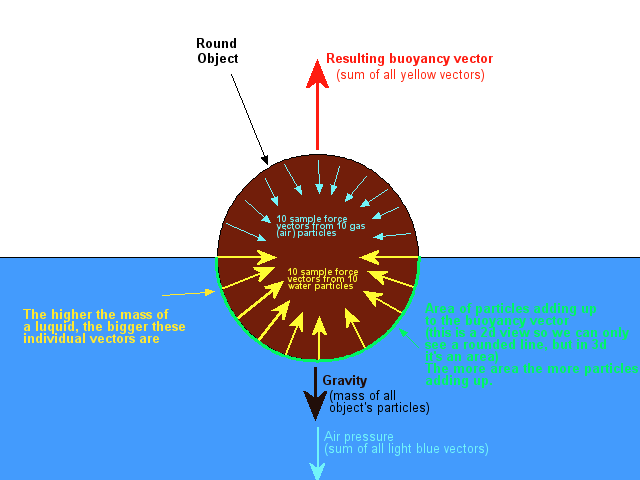 Round
Object
Resulting buoyancy vector
(sum of all yellow vectors)
10 sample force
vectors from 10 gas
(air) particles
10 sample force
vectors from 10
water particles
The higher the mass of
a luquid, the bigger these
individual vectors are
Area of particles adding up
to the buoyancy vector
(this is a 2D view so we can only
see a rounded line, but in 3d
it's an area)
The more area the more particles
adding up.
Gravity
(mass of all
object's particles)
Air pressure
(sum of all light blue vectors)